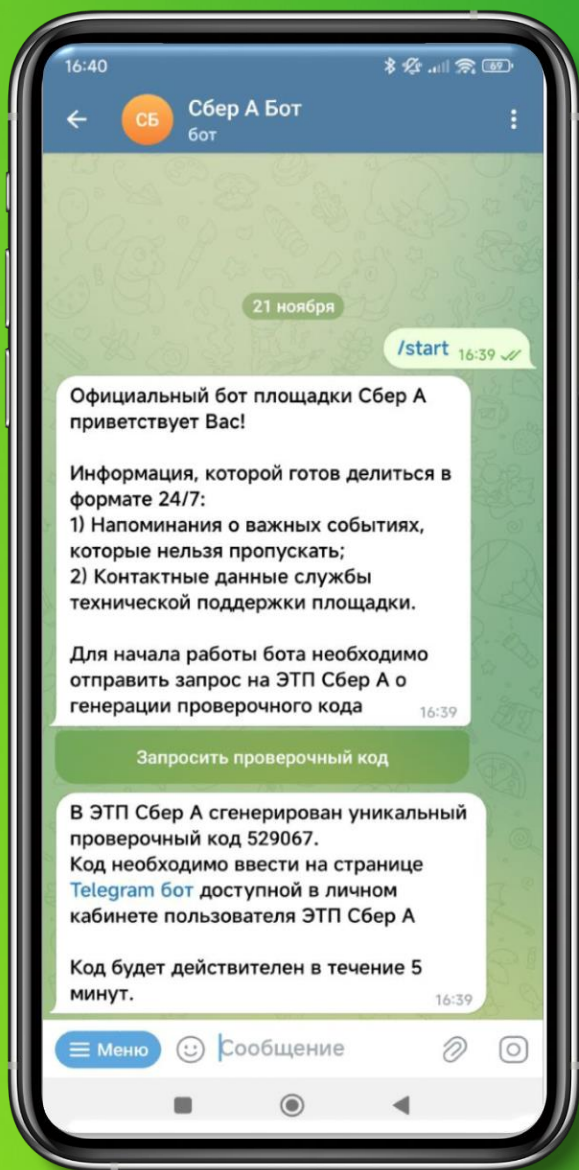 16:40
69
СБ
Сбер А Бот
бот
21 ноября
/start 16:39
Официальный бот площадки Сбер А
приветствует Вас!
Информация, которой готов делиться в
формате 24/7:
1) Напоминания о важных событиях,
которые нельзя пропускать;
2) Контактные данные службы
технической поддержки площадки.
Для начала работы бота необходимо
отправить запрос на ЭТП Сбер А о
генерации проверочного кода 16:39
Запросить проверочный код
В ЭТП Сбер А сгенерирован уникальный
проверочный код 529067.
Код необходимо ввести на странице
Telegram бот доступной в личном
кабинете пользователя ЭТП Сбер А
Код будет действителен в течение 5
минут. 16:39
Меню
Сообщение